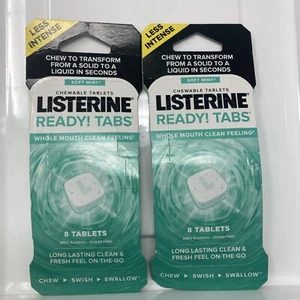 LESS
INTENSE
CHEW TO TRANSFORM
FROM A SOLID TO A
LIQUID IN SECONDS
SOFT MINT
CHEWABLE TABLETS
LISTERINE®
READY! TABS™
WHOLE MOUTH CLEAN FEELING
8 TABLETS
SUGAR FREE
LONG LASTING CLEAN &
FRESH FEEL ON-THE-GO
CHEW ▸ SWISH ▸ SWALLOW
LESS
INTENSE
CHEW TO TRANSFORM
FROM A SOLID TO A
LIQUID IN SECONDS
SOFT MINT
CHEWABLE TABLETS
LISTERINE®
READY! TABS™
WHOLE MOUTH CLEAN FEELING
8 TABLETS
SUGAR FREE
LONG LASTING CLEAN &
FRESH FEEL ON-THE-GO
CHEW ▸ SWISH ▸ SWALLOW